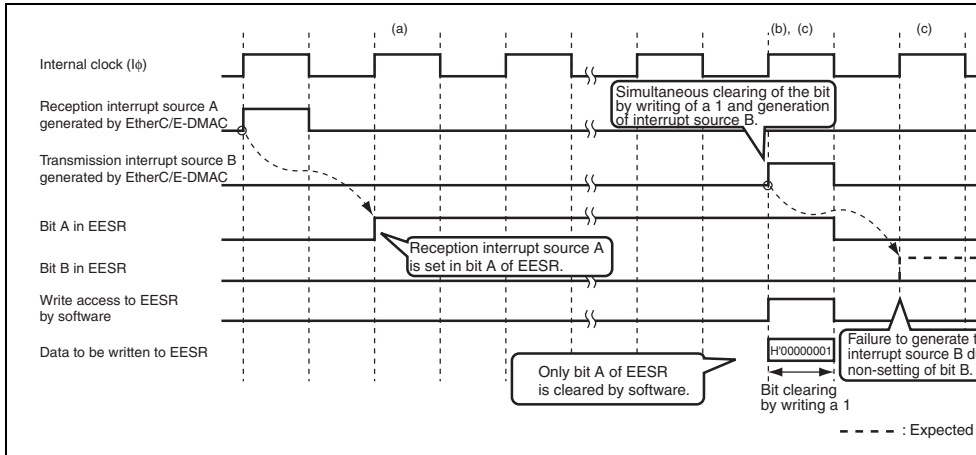 (a)
(b), (c)
(c)
Internal clock (Iφ)
Simultaneous clearing of the bit
by writing of a 1 and generation
of interrupt source B.
Reception interrupt source A
generated by EtherC/E-DMAC
Transmission interrupt source B
generated by EtherC/E-DMAC
Bit A in EESR
Reception interrupt source A
is set in bit A of EESR.
Bit B in EESR
Write access to EESR
by software
Data to be written to EESR
H'00000001
Failure to generate
interrupt source B
non-setting of bit B.
Only bit A of EESR
is cleared by software.
Bit clearing
by writing a 1
: Expected